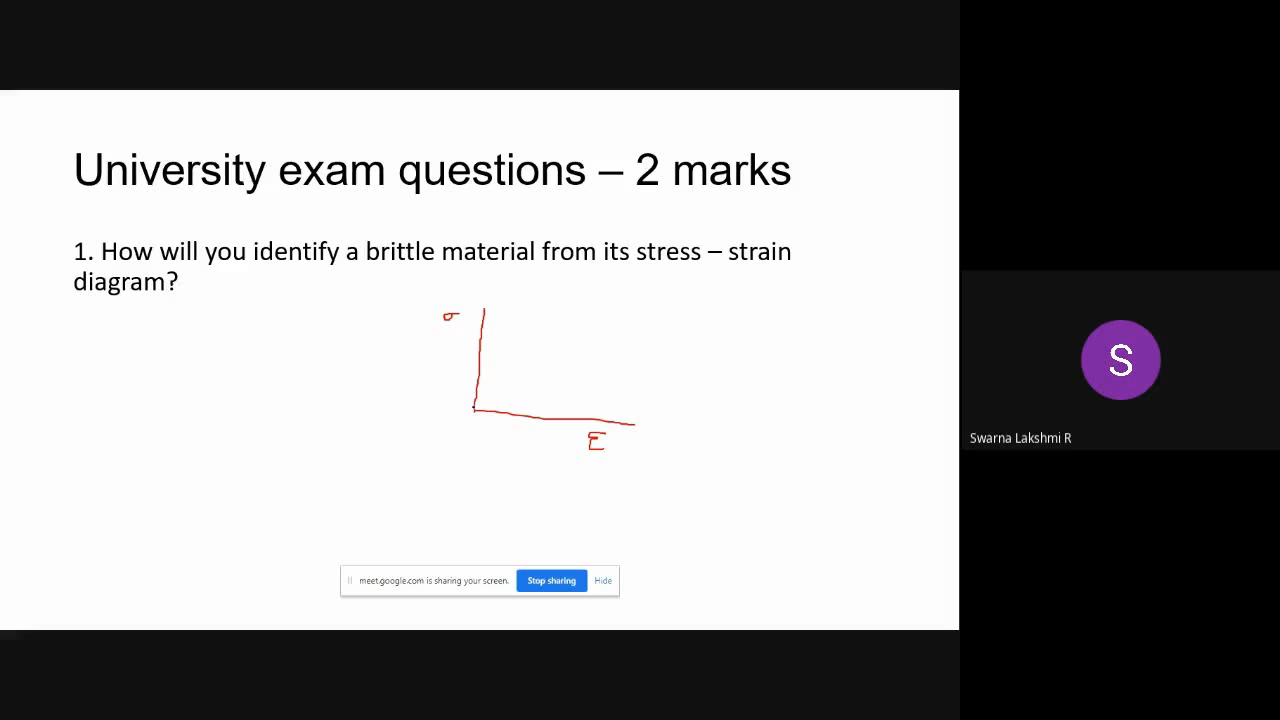 University exam questions – 2 marks
1. How will you identify a brittle material from its stress – strain
diagram?
σ
E
meet.google.com is sharing your screen.
Stop sharing
Hide
S
Swarna Lakshmi R